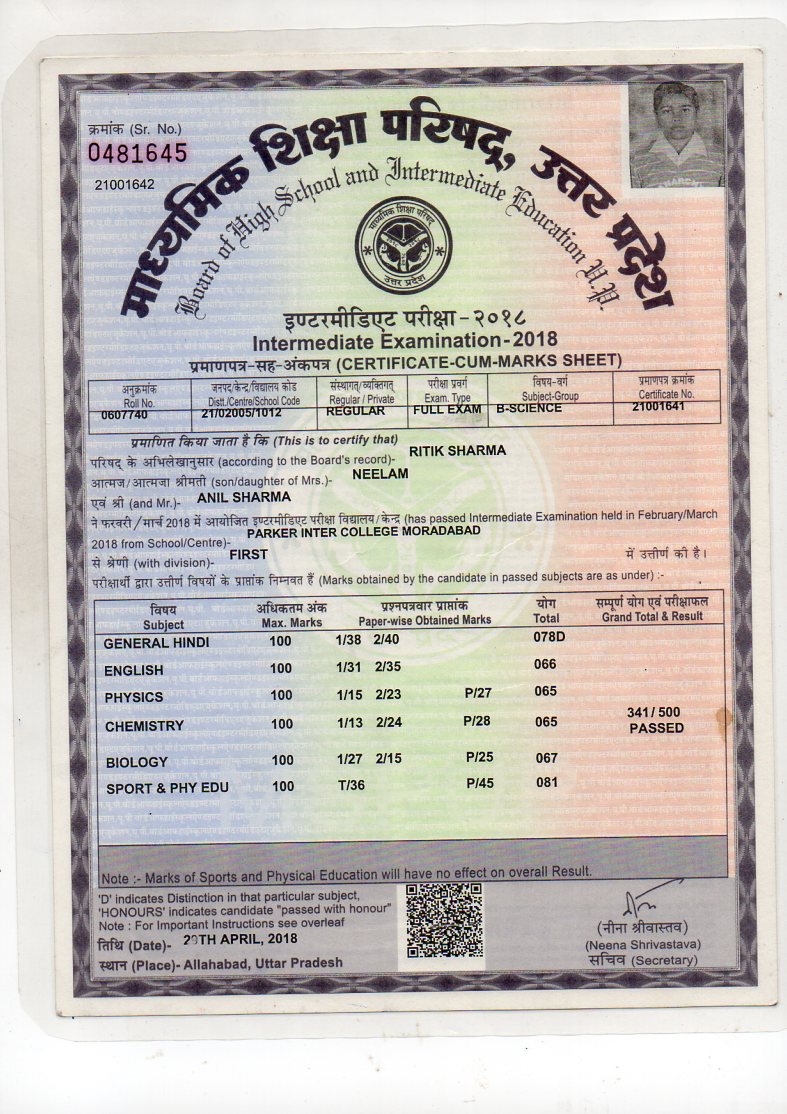 क्रमांक (Sr. No.)
0481645
21001642
माध्यमिक शिक्षा परिषद्, उत्तर प्रदेश
Board of High School and Intermediate Education U.P.
माध्यमिक शिक्षा परिषद
उत्तर प्रदेश
इण्टरमीडिएट परीक्षा-२०१८
Intermediate Examination-2018
प्रमाणपत्र-सह-अंकपत्र (CERTIFICATE-CUM-MARKS SHEET)
अनुक्रमांक जनपद/केन्द्र/विद्यालय कोड संस्थागत/व्यक्तिगत परीक्षा प्रवर्ग विषय-वर्ग प्रमाणपत्र क्रमांक
Roll No. Distt./Centre/School Code Regular / Private Exam. Type Subject-Group Certificate No.
0607740 21/02005/1012 REGULAR FULL EXAM B-SCIENCE 21001641
प्रमाणित किया जाता है कि (This is to certify that)
RITIK SHARMA
परिषद् के अभिलेखानुसार (according to the Board's record)-
आत्मज/आत्मजा श्रीमती (son/daughter of Mrs.)- NEELAM
एवं श्री (and Mr.)- ANIL SHARMA
ने फरवरी/मार्च 2018 में आयोजित इण्टरमीडिएट परीक्षा विद्यालय/केन्द्र (has passed Intermediate Examination held in February/March
2018 from School/Centre)- PARKER INTER COLLEGE MORADABAD
से श्रेणी (with division)- FIRST में उत्तीर्ण की है।
परीक्षार्थी द्वारा उत्तीर्ण विषयों के प्राप्तांक निम्नवत हैं (Marks obtained by the candidate in passed subjects are as under) :-
विषय अधिकतम अंक प्रश्नपत्रवार प्राप्तांक योग सम्पूर्ण योग एवं परीक्षाफल
Subject Max. Marks Paper-wise Obtained Marks Total Grand Total & Result
GENERAL HINDI 100 1/38 2/40 078D
ENGLISH 100 1/31 2/35 066
PHYSICS 100 1/15 2/23 P/27 065
CHEMISTRY 100 1/13 2/24 P/28 065 341/500
PASSED
BIOLOGY 100 1/27 2/15 P/25 067
SPORT & PHY EDU 100 T/36 P/45 081
Note :- Marks of Sports and Physical Education will have no effect on overall Result.
'D' indicates Distinction in that particular subject,
'HONOURS' indicates candidate "passed with honour"
Note : For Important Instructions see overleaf
तिथि (Date)- TH APRIL, 2018
स्थान (Place)- Allahabad, Uttar Pradesh
(नीना श्रीवास्तव)
(Neena Shrivastava)
सचिव (Secretary)